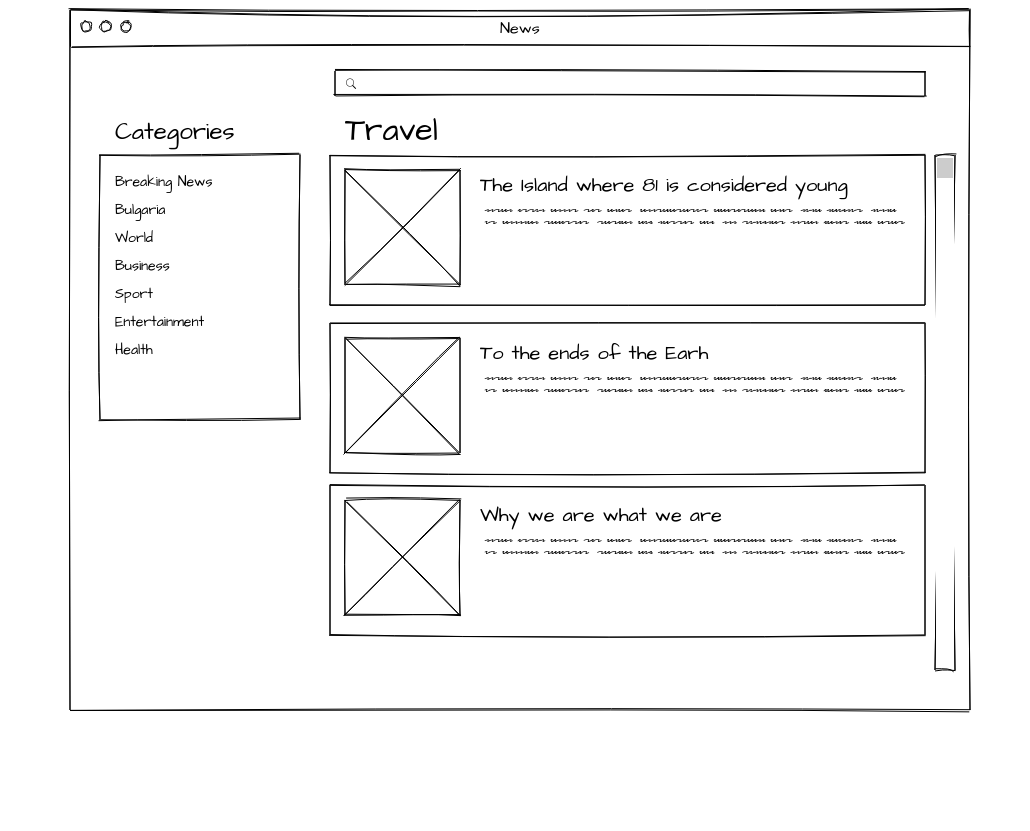 News
Categories
Breaking News
Bulgaria
World
Business
Sport
Entertainment
Health
Travel
The Island where 81 is considered young
To the ends of the Earh
Why we are what we are